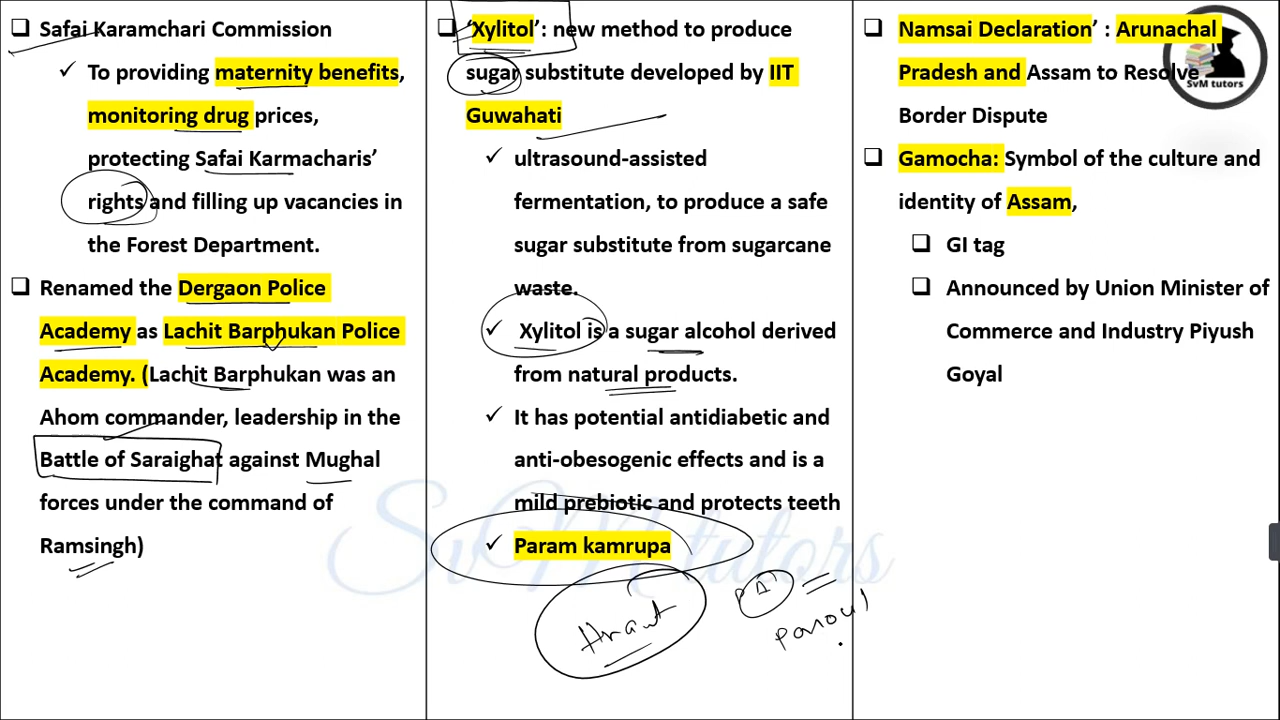 Safai Karamchari Commission
To providing maternity benefits,
monitoring drug prices,
protecting Safai Karmacharis’
rights and filling up vacancies in
the Forest Department.
Renamed the Dergaon Police
Academy as Lachit Barphukan Police
Academy. (Lachit Barphukan was an
Ahom commander, leadership in the
Battle of Saraighat against Mughal
forces under the command of
Ramsingh)
‘Xylitol’: new method to produce
sugar substitute developed by IIT
Guwahati
ultrasound-assisted
fermentation, to produce a safe
sugar substitute from sugarcane
waste.
Xylitol is a sugar alcohol derived
from natural products.
It has potential antidiabetic and
anti-obesogenic effects and is a
mild prebiotic and protects teeth
Param kamrupa
Namsai Declaration’ : Arunachal
Pradesh and Assam to Resolve
Border Dispute
Gamocha: Symbol of the culture and
identity of Assam,
GI tag
Announced by Union Minister of
Commerce and Industry Piyush
Goyal
SvM tutors
SvM tutors